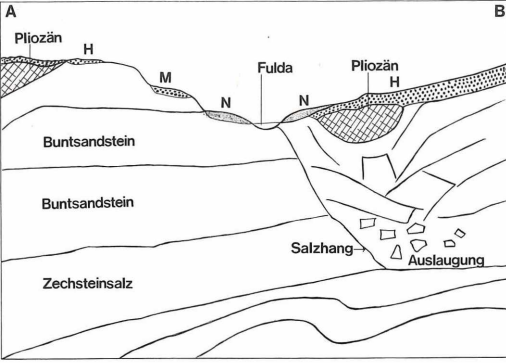 A
B
Pliozän
H
M
N
Fulda
N
Pliozän
H
Buntsandstein
Buntsandstein
Salzhang
Auslaugung
Zechsteinsalz